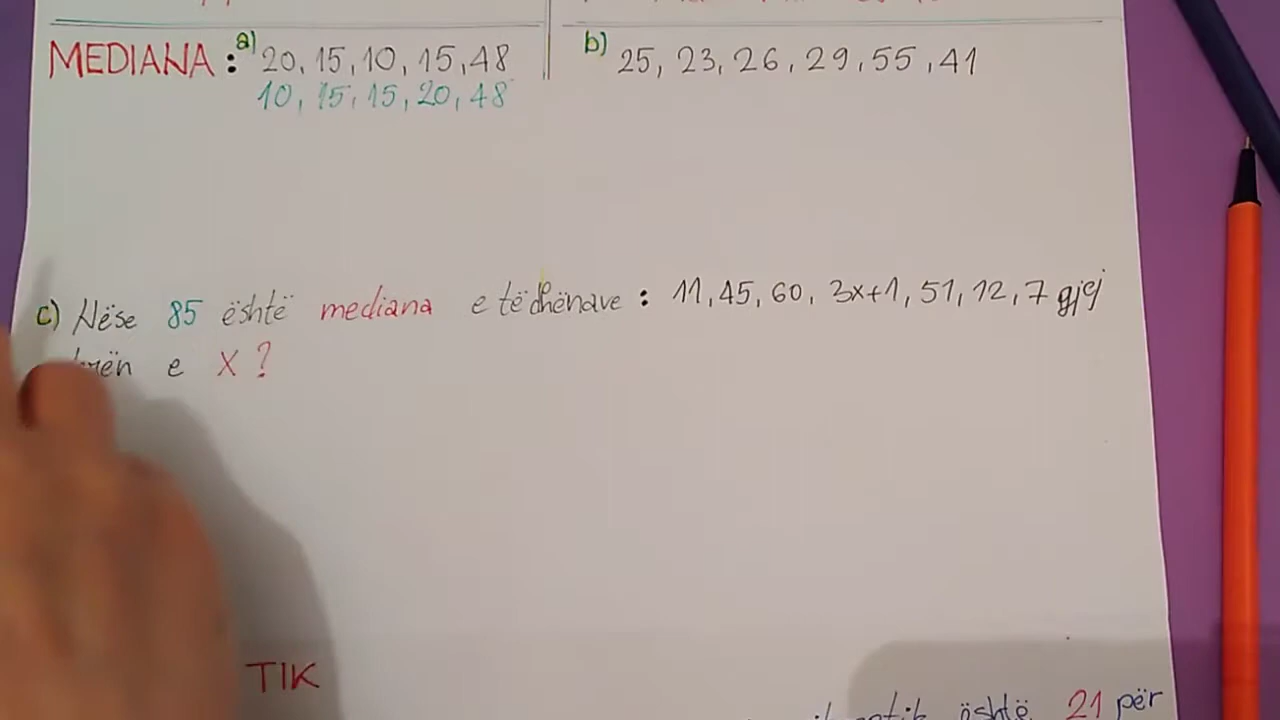 MEDIANA : a) 20, 15, 10, 15, 48
10, 15, 15, 20, 48
b) 25, 23, 26, 29, 55, 41
c) Nëse 85 është mediana e të dhënave : 11, 45, 60, 3x+1, 51, 12, 7 gjej
e X ?
TIK
është 21 për